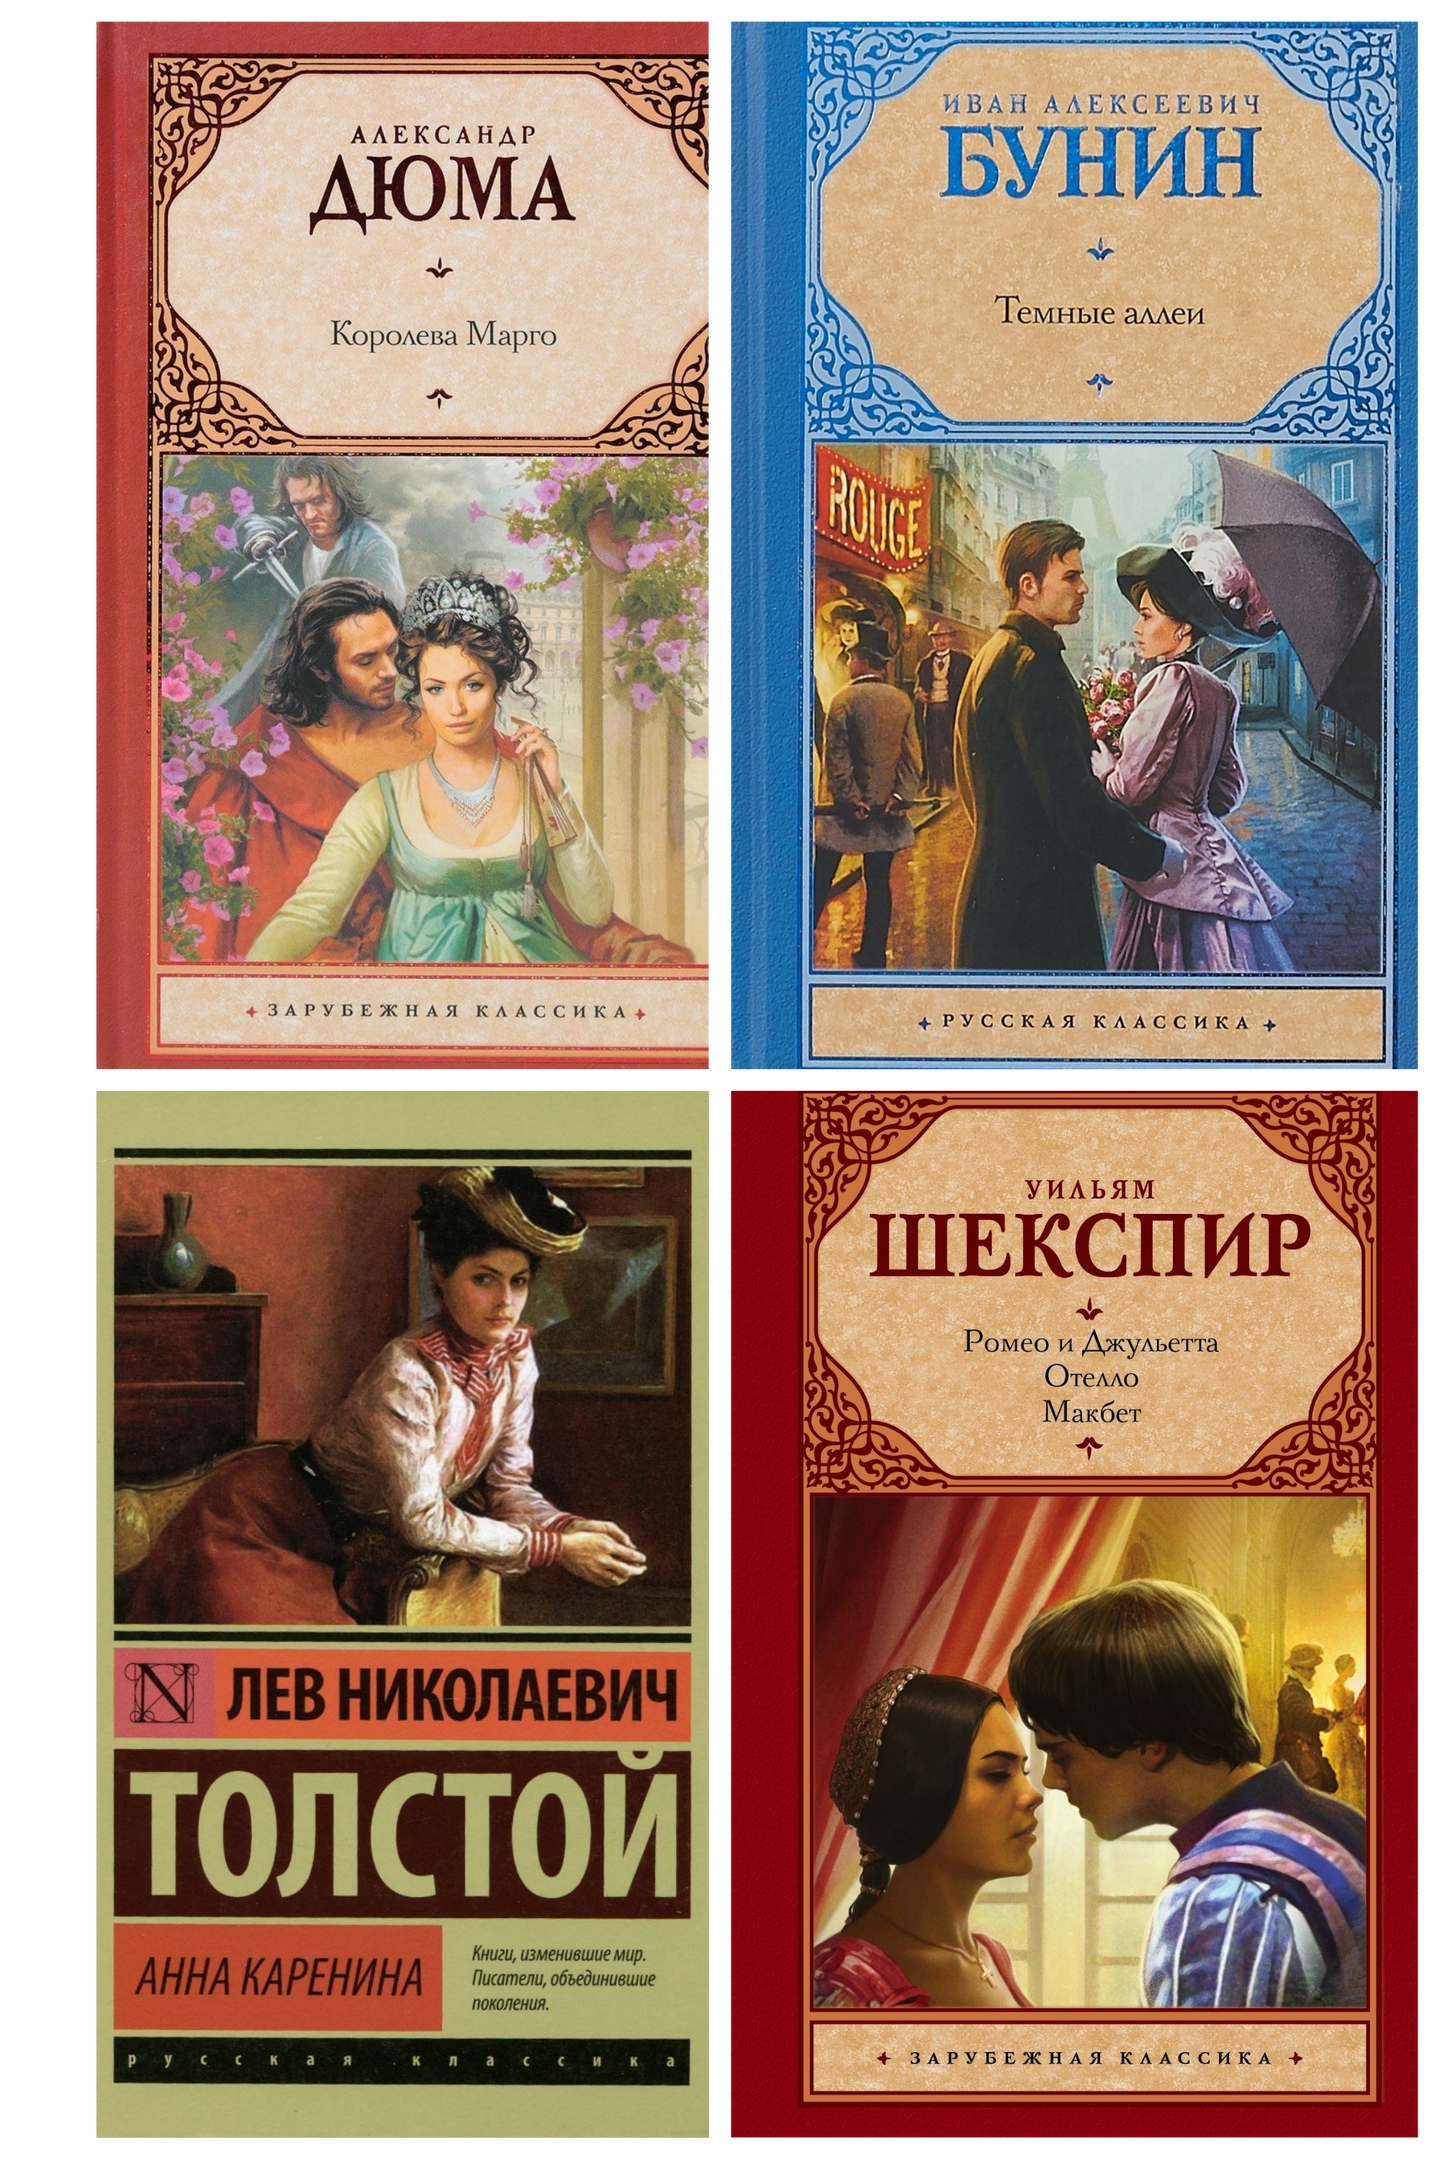 АЛЕКСАНДР
ДЮМА
Королева Марго
ЗАРУБЕЖНАЯ КЛАССИКА
ИВАН АЛЕКСЕЕВИЧ
БУНИН
Темные аллеи
ROUGE
РУССКАЯ КЛАССИКА
N ЛЕВ НИКОЛАЕВИЧ
ТОЛСТОЙ
АННА КАРЕНИНА
Книги, изменившие мир.
Писатели, объединившие
поколения.
русская классика
УИЛЬЯМ
ШЕКСПИР
Ромео и Джульетта
Отелло
Макбет
ЗАРУБЕЖНАЯ КЛАССИКА